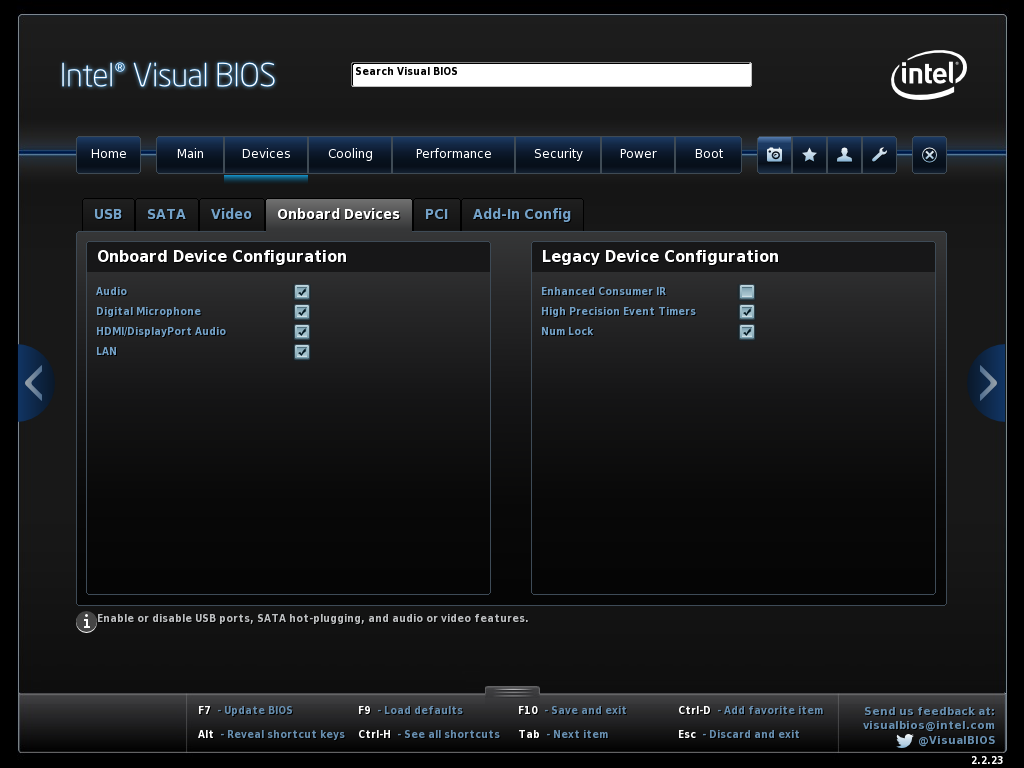 Intel® Visual BIOS
Search Visual BIOS
intel
Home Main Devices Cooling Performance Security Power Boot
USB SATA Video Onboard Devices PCI Add-In Config
Onboard Device Configuration
Audio
Digital Microphone
HDMI/DisplayPort Audio
LAN
Legacy Device Configuration
Enhanced Consumer IR
High Precision Event Timers
Num Lock
Enable or disable USB ports, SATA hot-plugging, and audio or video features.
F7 - Update BIOS F9 - Load defaults F10 - Save and exit Ctrl-D - Add favorite item
Alt - Reveal shortcut keys Ctrl-H - See all shortcuts Tab - Next item Esc - Discard and exit
Send us feedback at:
visualbios@intel.com
@VisualBIOS
2.2.23